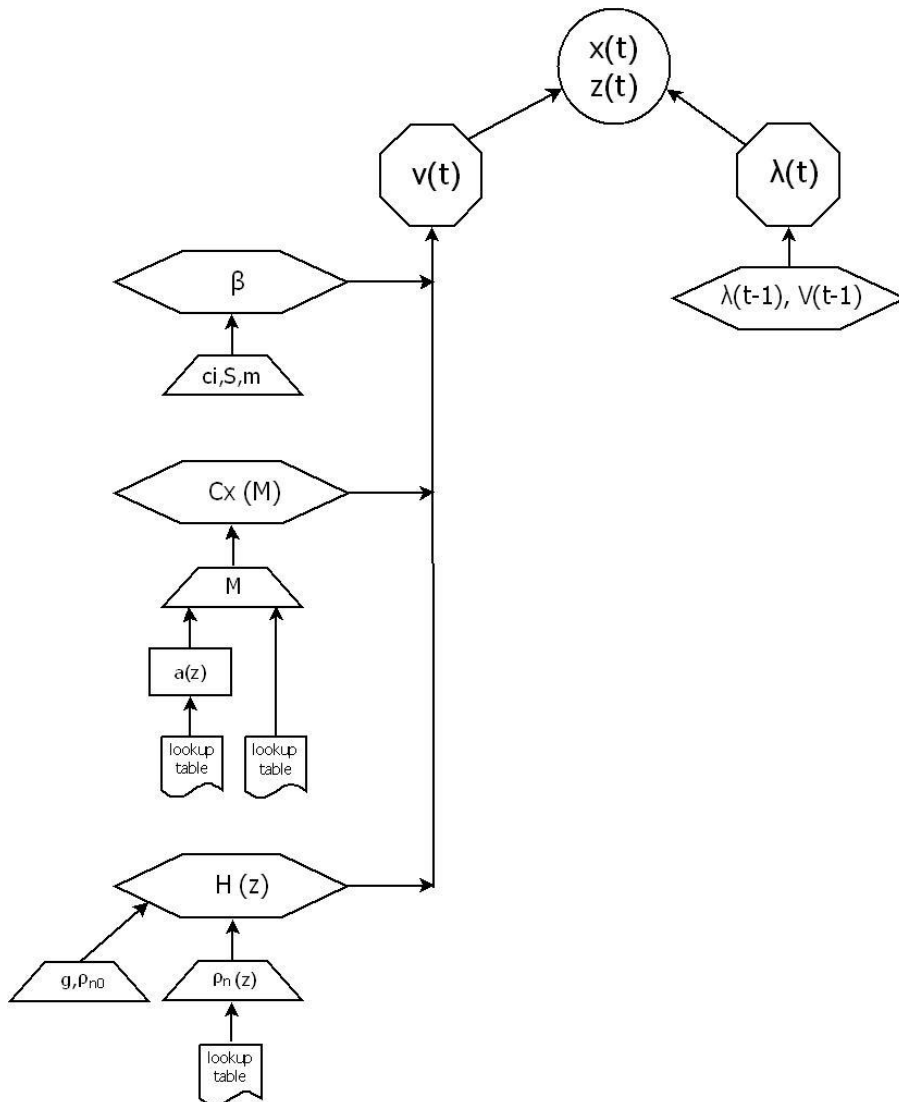 x(t)
z(t)
v(t)
λ(t)
β
λ(t-1), V(t-1)
ci,S,m
Cx (M)
M
a(z)
lookup
table
lookup
table
H (z)
g,ρn0
ρn (z)
lookup
table